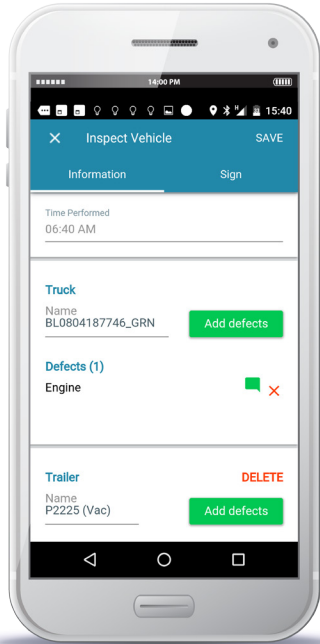 14:00 PM
15:40
Inspect Vehicle SAVE
Information Sign
Time Performed
06:40 AM
Truck
Name
BL0804187746_GRN Add defects
Defects (1)
Engine
Trailer DELETE
Name
P2225 (Vac) Add defects